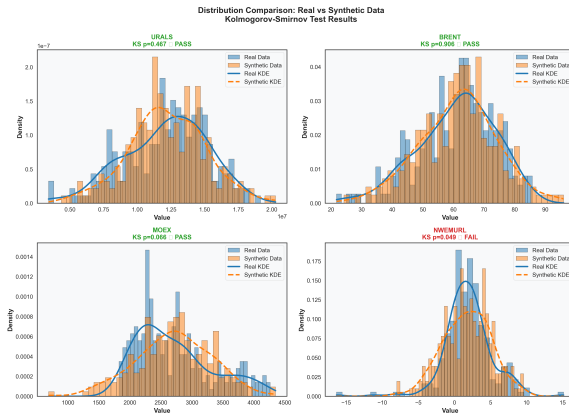 Distribution Comparison: Real vs Synthetic Data
Kolmogorov-Smirnov Test Results
URALS
KS p=0.467 □ PASS
1e−7
Real Data
Synthetic Data
Real KDE
Synthetic KDE
Density
2.0
1.5
1.0
0.5
0.0
0.50 0.75 1.00 1.25 1.50 1.75 2.00
1e7
Value
BRENT
KS p=0.906 □ PASS
Real Data
Synthetic Data
Real KDE
Synthetic KDE
Density
0.04
0.03
0.02
0.01
0.00
20 30 40 50 60 70 80 90
Value
MOEX
KS p=0.066 □ PASS
Real Data
Synthetic Data
Real KDE
Synthetic KDE
Density
0.0014
0.0012
0.0010
0.0008
0.0006
0.0004
0.0002
0.0000
1000 1500 2000 2500 3000 3500 4000 4500
Value
NWEMURL
KS p=0.049 □ FAIL
Real Data
Synthetic Data
Real KDE
Synthetic KDE
Density
0.175
0.150
0.125
0.100
0.075
0.050
0.025
0.000
−15 −10 −5 0 5 10 15
Value